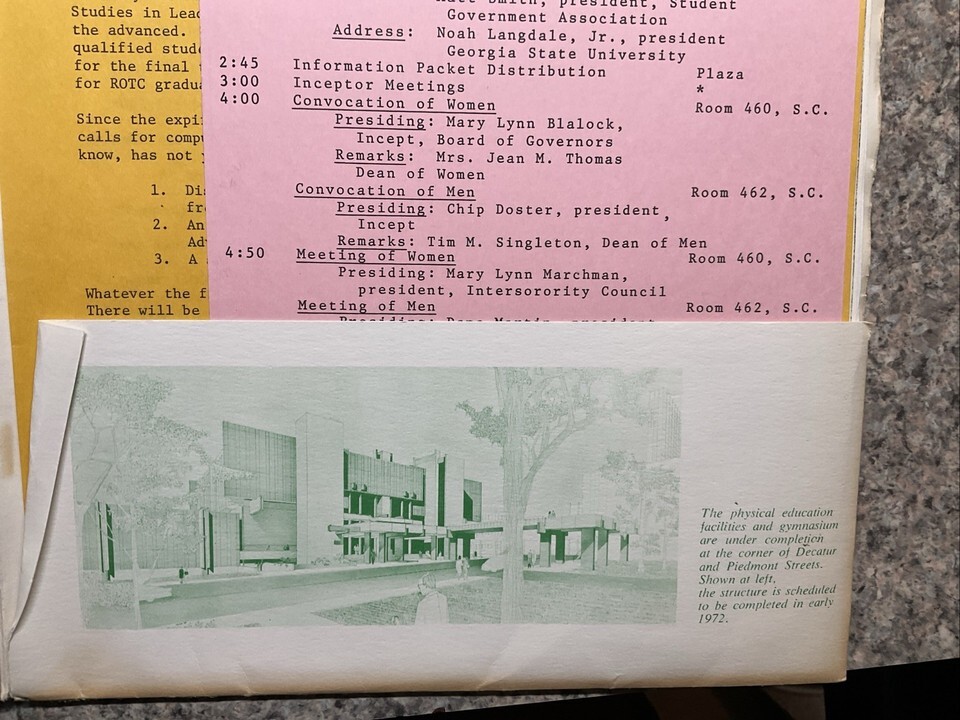 Studies in Lead
the advanced.
qualified stude
for the final
for ROTC gradua
Since the expi
calls for comp
know, has not
1. Di
fr
2. An
Ad
3. A
Whatever the f
There will be
Smith, president, Student
Government Association
Address: Noah Langdale, Jr., president
Georgia State University
2:45 Information Packet Distribution Plaza
3:00 Inceptor Meetings *
4:00 Convocation of Women Room 460, S.C.
Presiding: Mary Lynn Blalock,
Incept, Board of Governors
Remarks: Mrs. Jean M. Thomas
Dean of Women
Convocation of Men Room 462, S.C.
Presiding: Chip Doster, president,
Incept
Remarks: Tim M. Singleton, Dean of Men
4:50 Meeting of Women Room 460, S.C.
Presiding: Mary Lynn Marchman,
president, Intersorority Council
Meeting of Men Room 462, S.C.
The physical education
facilities and gymnasium
are under completion
at the corner of Decatur
and Piedmont Streets.
Shown at left,
the structure is scheduled
to be completed in early
1972.